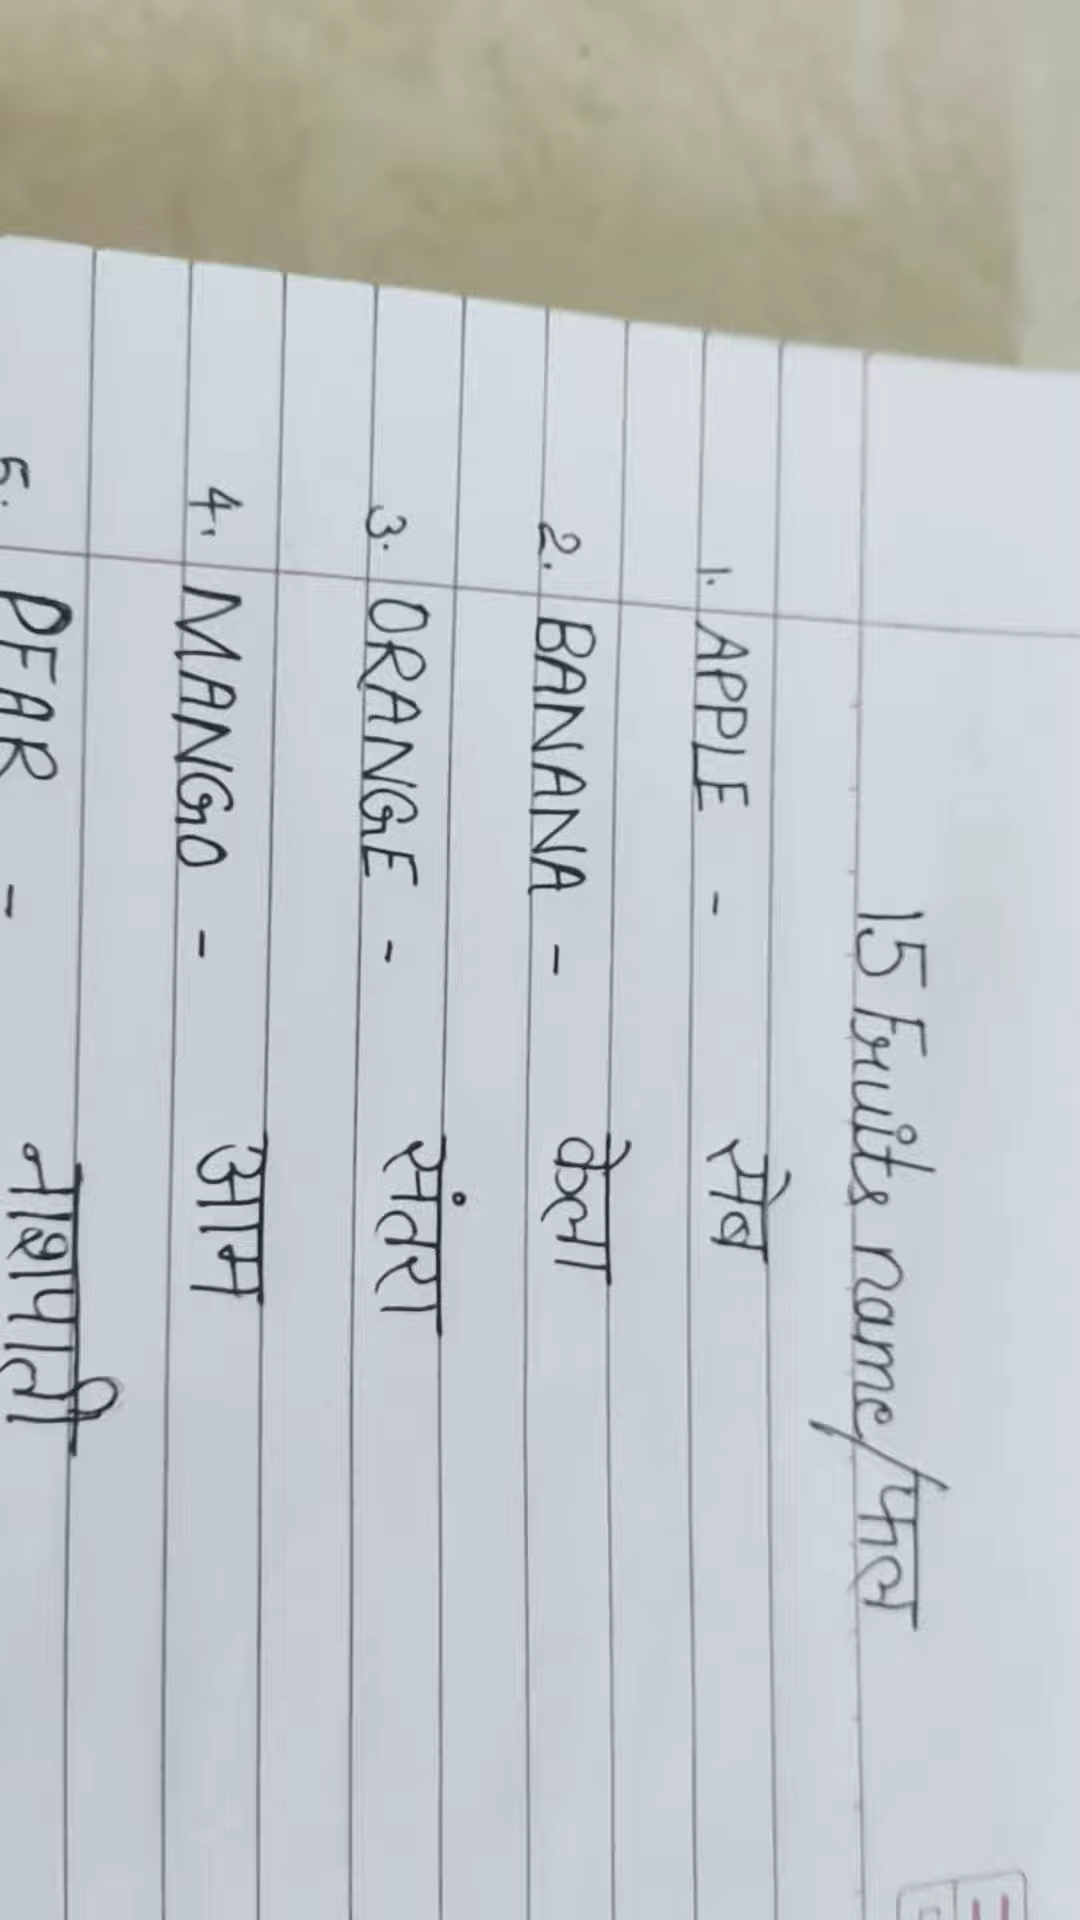 15 Fruits name/फल
1. APPLE - सेब
2. BANANA - केला
3. ORANGE - संतरा
4. MANGO - आम
5. PEAR - नाशपाती